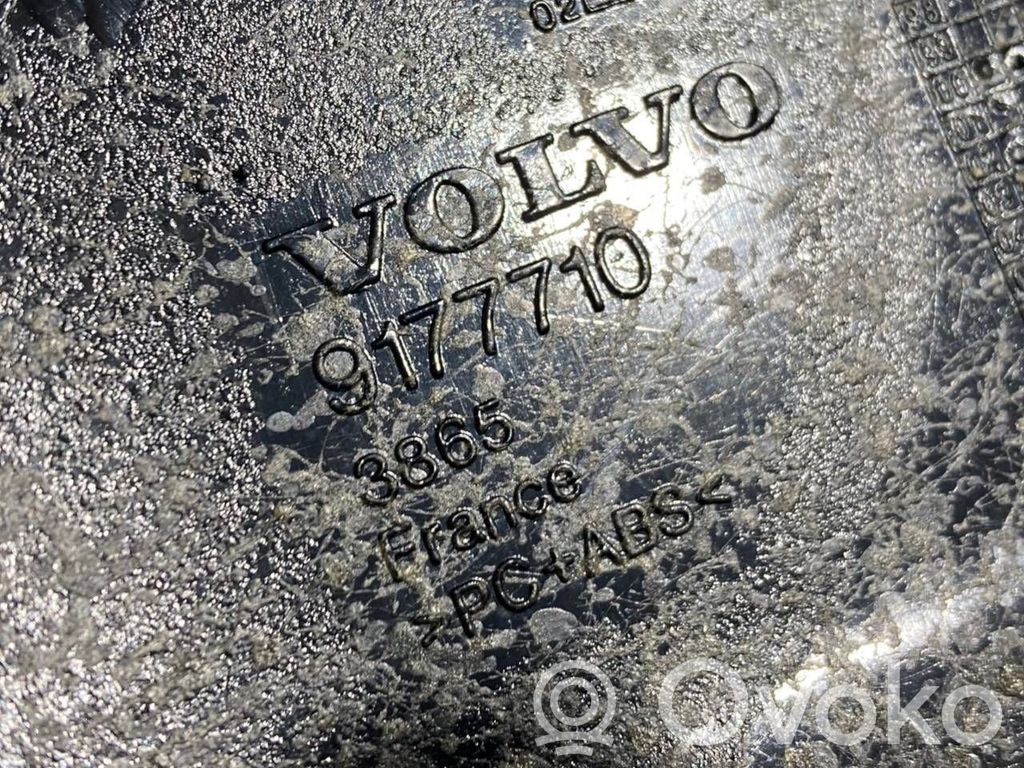 VOLVO
9177710
3865
France
>PC+ABS<
Ovoko